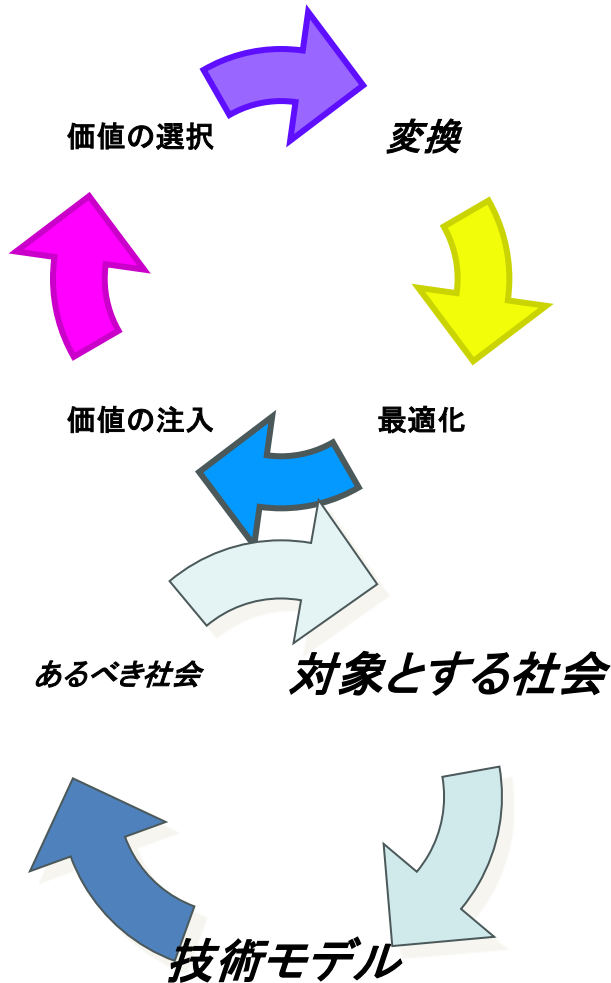 価値の選択
変換
価値の注入
最適化
あるべき社会
対象とする社会
技術モデル